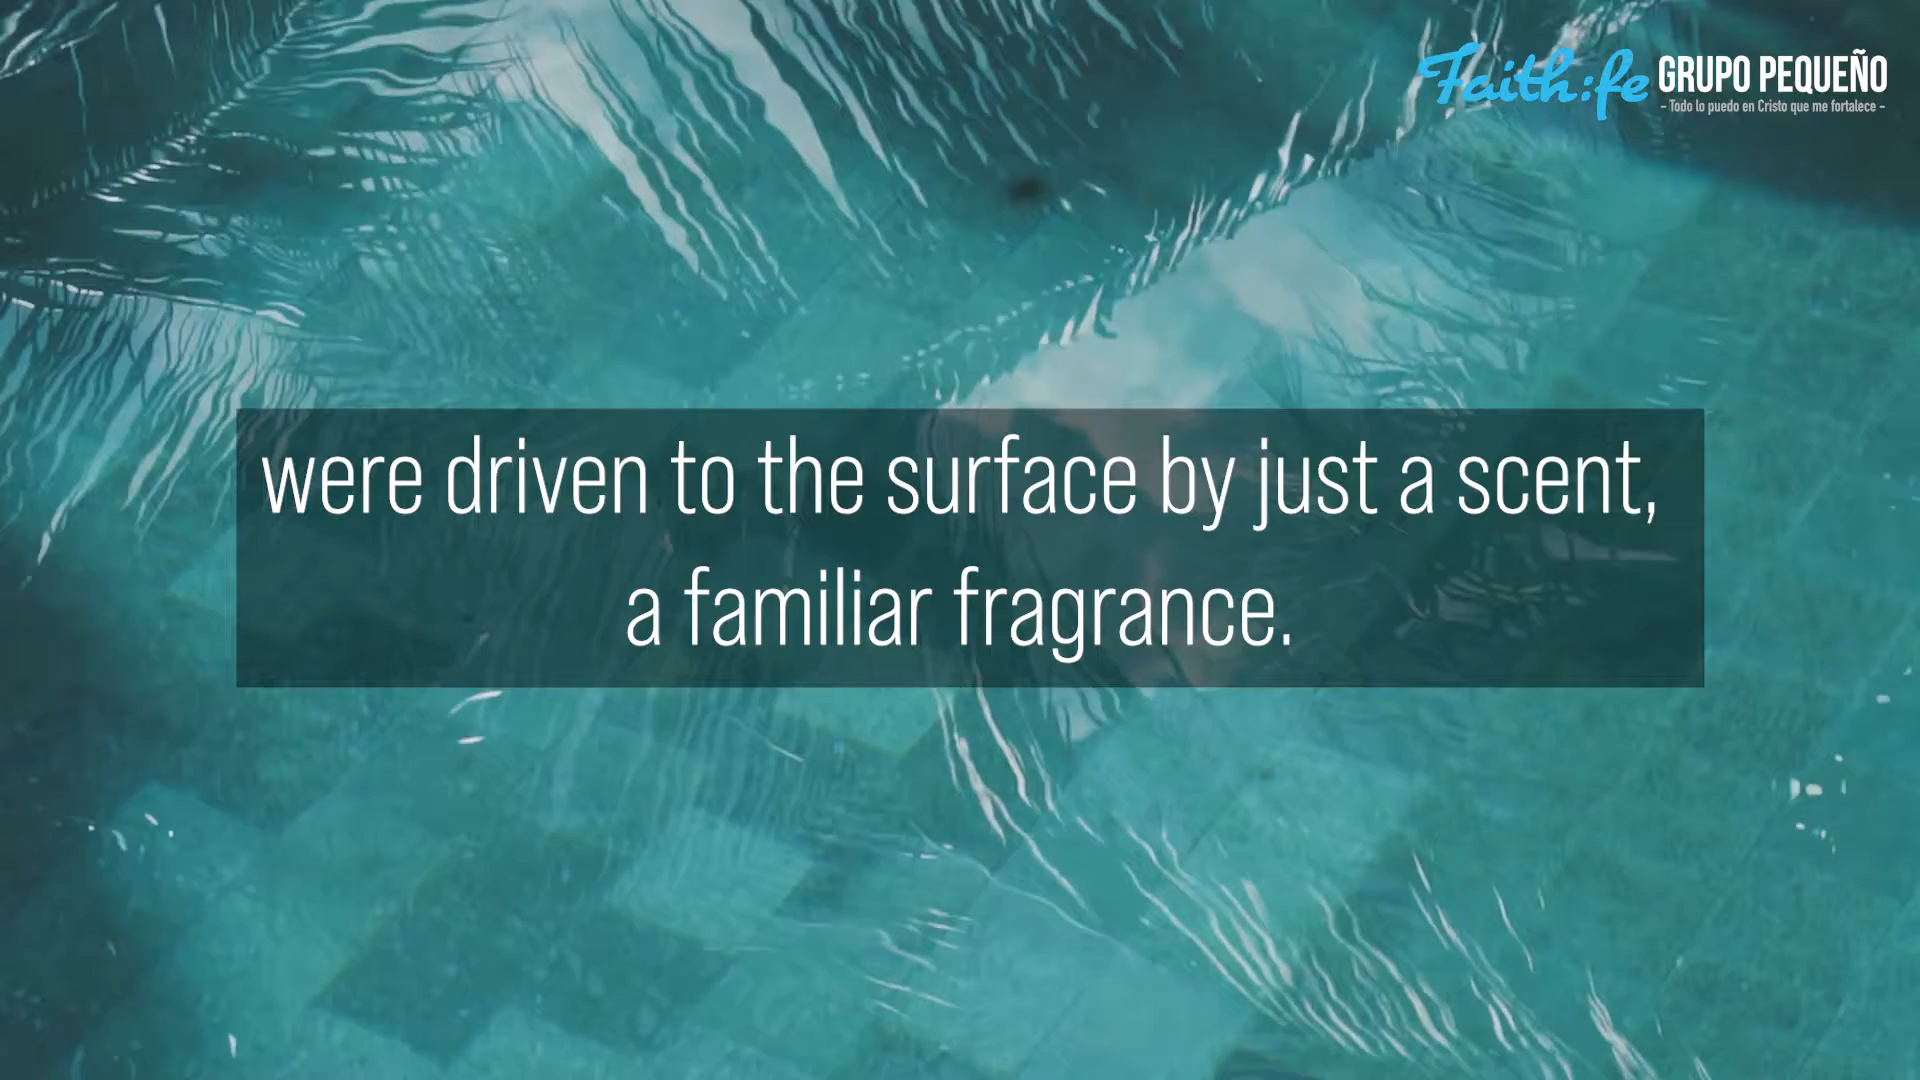 Faith:fe GRUPO PEQUEÑO
- Todo lo puedo en Cristo que me fortalece -
were driven to the surface by just a scent,
a familiar fragrance.